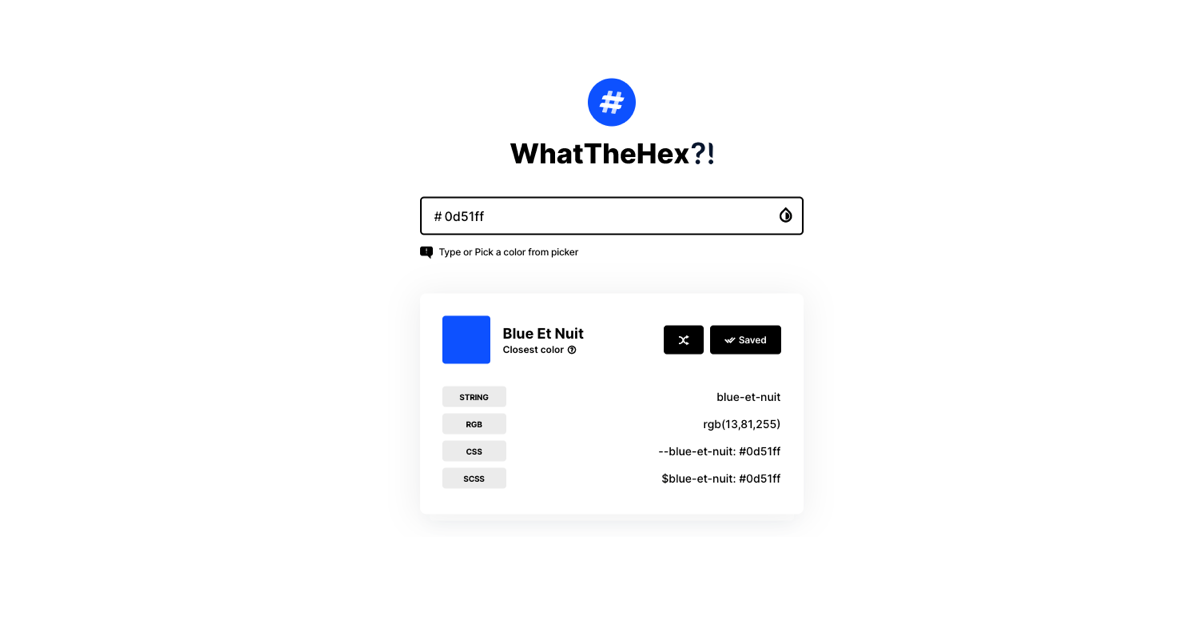 #
WhatTheHex?!
# 0d51ff
Type or Pick a color from picker
Blue Et Nuit
Closest color ?
Saved
STRING blue-et-nuit
RGB rgb(13,81,255)
CSS --blue-et-nuit: #0d51ff
SCSS $blue-et-nuit: #0d51ff